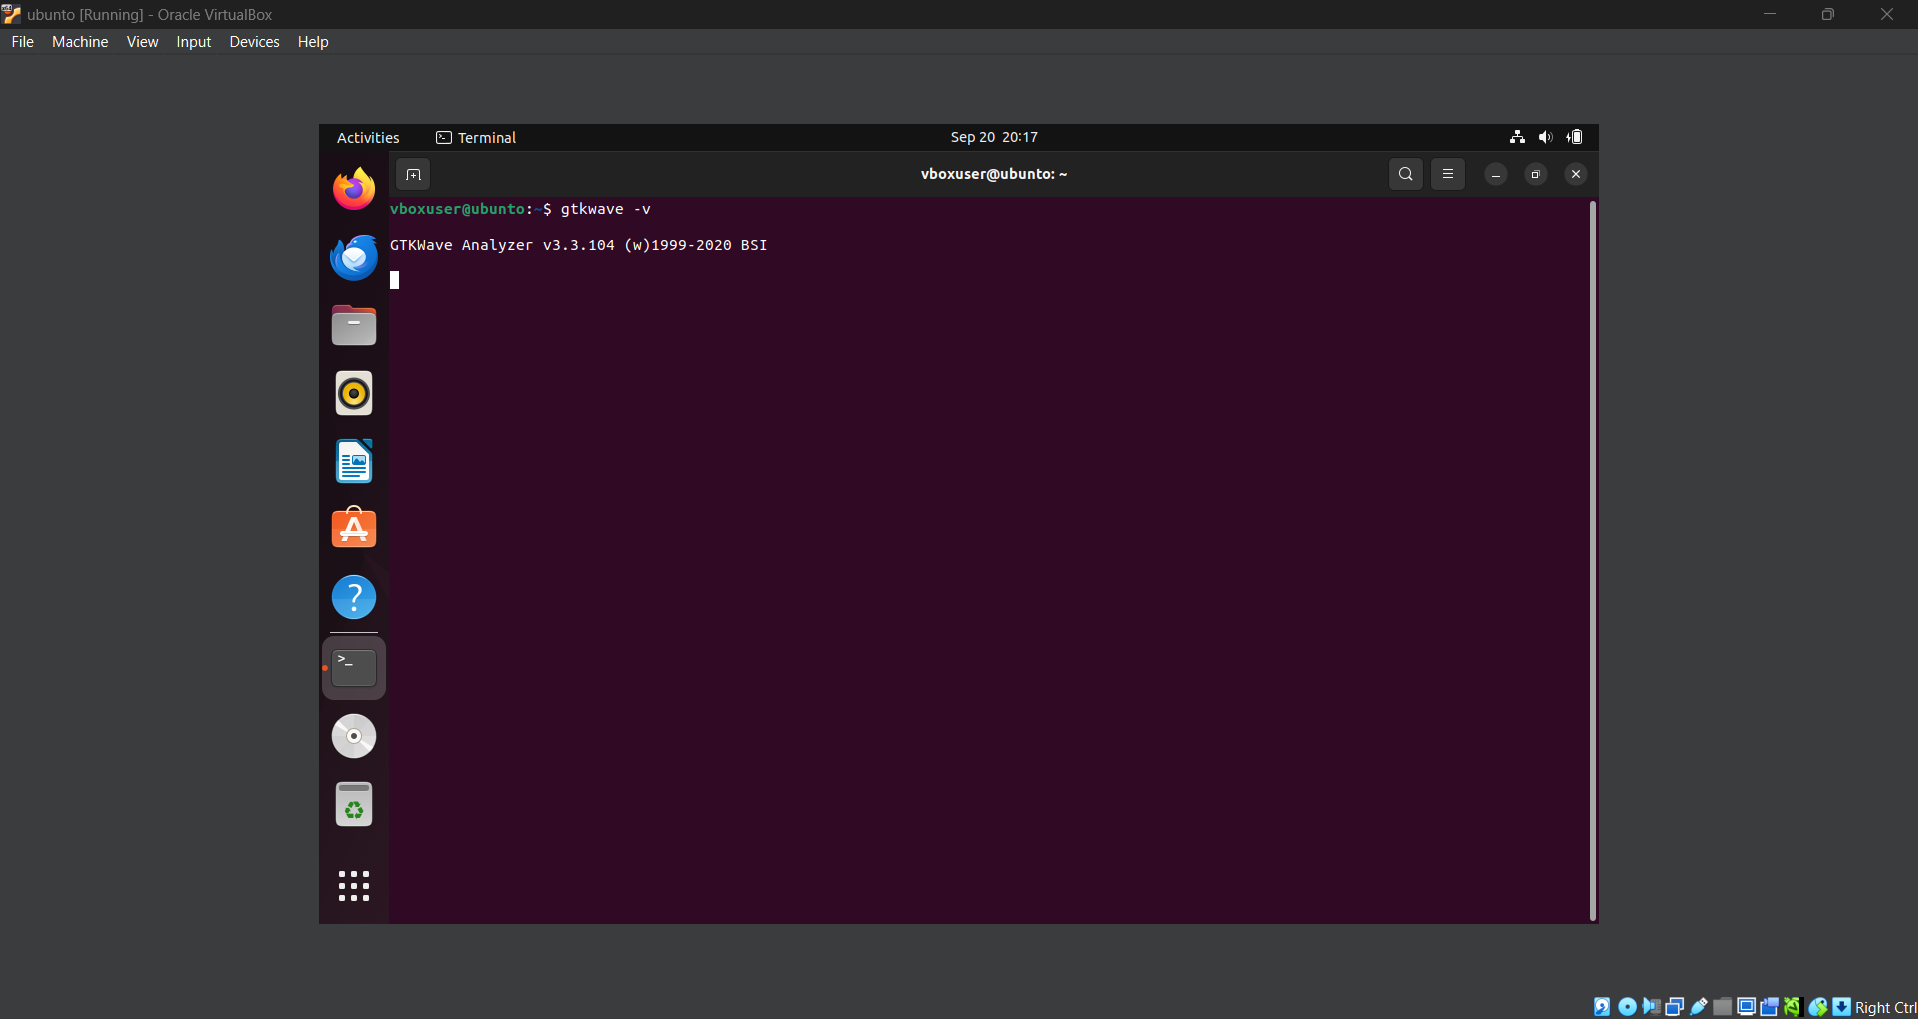 ubunto [Running] - Oracle VirtualBox
File Machine View Input Devices Help
Activities Terminal Sep 20 20:17
vboxuser@ubunto: ~
vboxuser@ubunto:~$ gtkwave -v
GTKWave Analyzer v3.3.104 (w)1999-2020 BSI
Right Ctrl